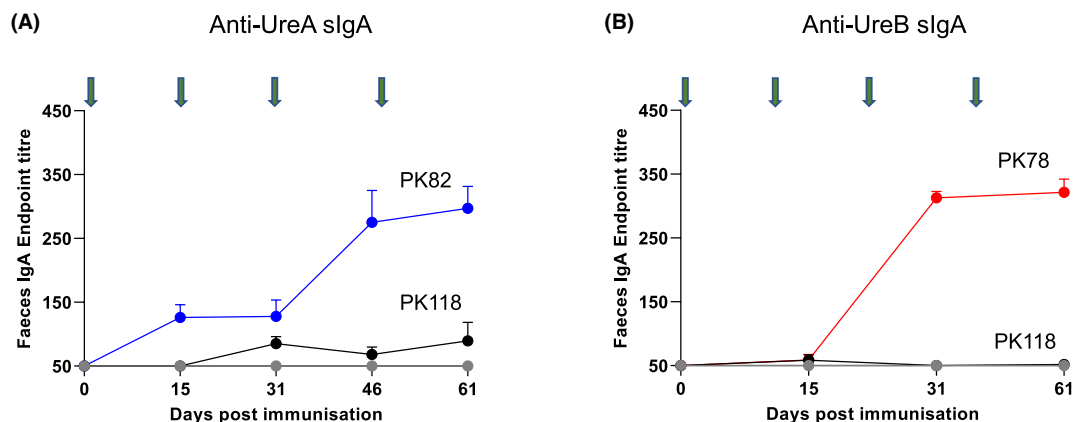 (A)
Anti-UreA sIgA
Faeces IgA Endpoint titre
450
350
250
150
50
PK82
PK118
0 15 31 46 61
Days post immunisation
(B)
Anti-UreB sIgA
Faeces IgA Endpoint titre
450
350
250
150
50
PK78
PK118
0 15 31 61
Days post immunisation